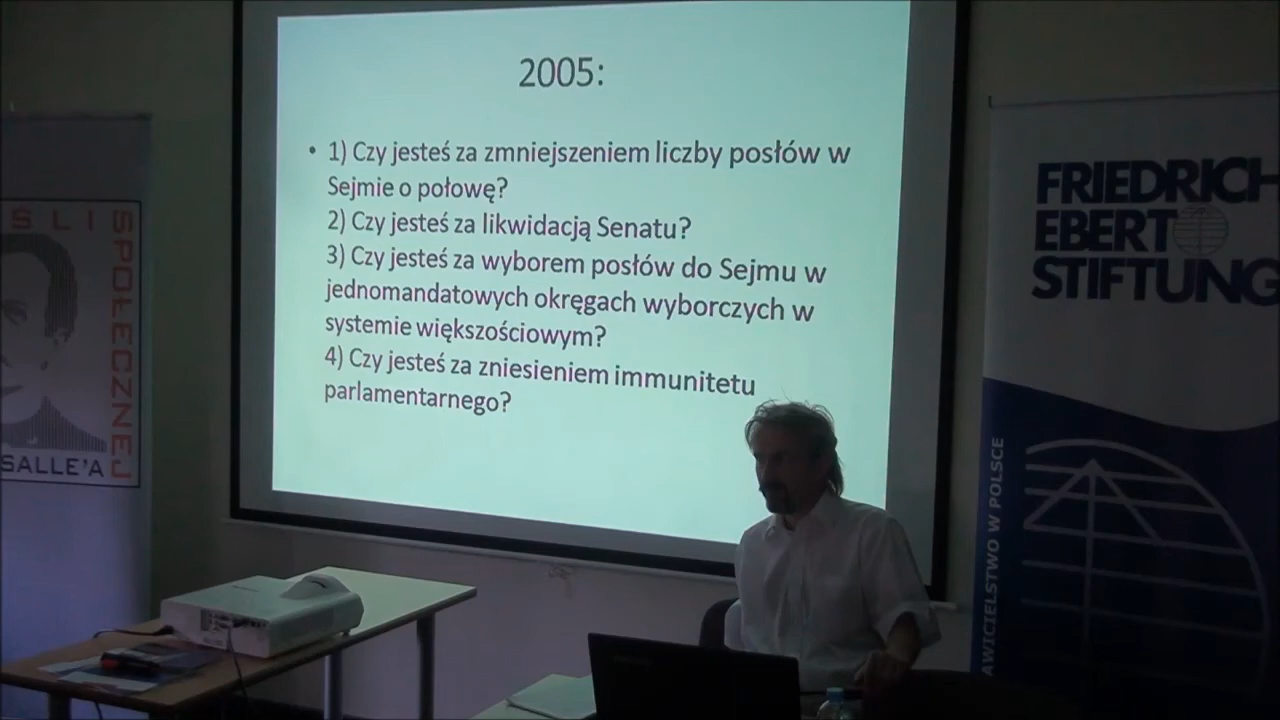 2005:
• 1) Czy jesteś za zmniejszeniem liczby posłów w
Sejmie o połowę?
2) Czy jesteś za likwidacją Senatu?
3) Czy jesteś za wyborem posłów do Sejmu w
jednomandatowych okręgach wyborczych w
systemie większościowym?
4) Czy jesteś za zniesieniem immunitetu
parlamentarnego?
SLI
SPOŁECZNEJ
SALLE'A
FRIEDRICH
EBERT
STIFTUNG
AWICIELSTWO W POLSCE